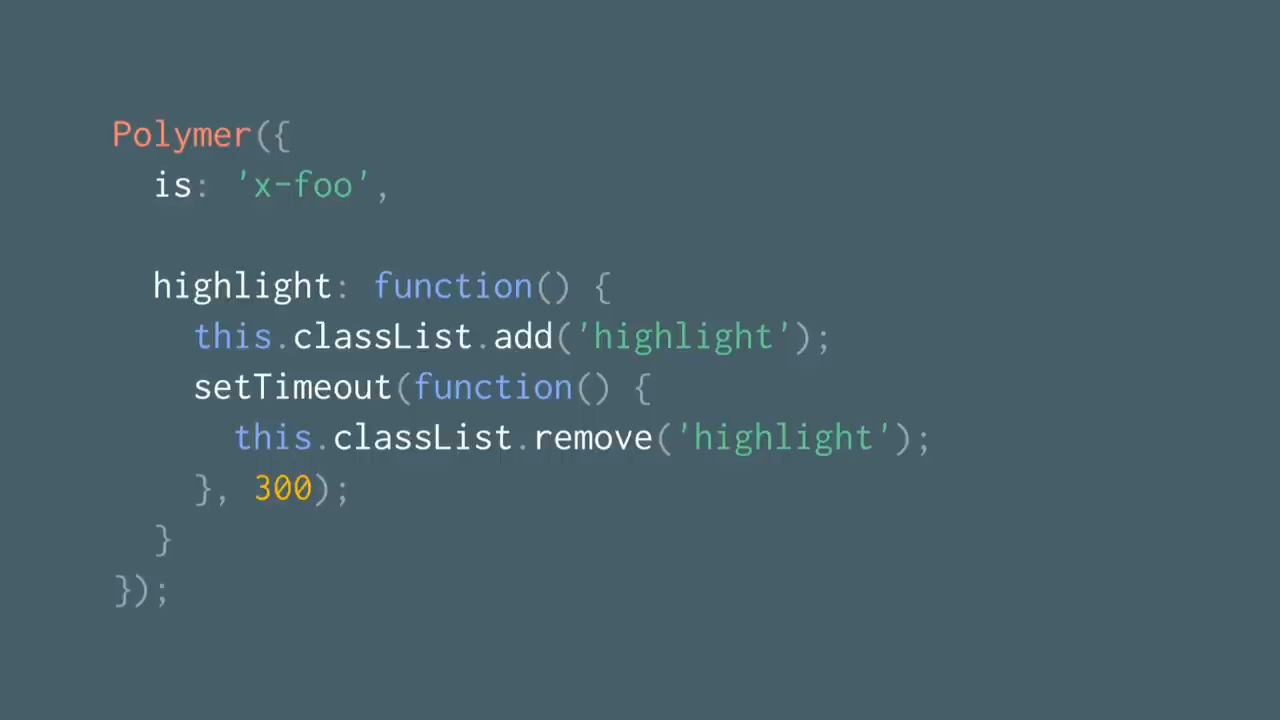 Polymer({
  is: 'x-foo',

  highlight: function() {
    this.classList.add('highlight');
    setTimeout(function() {
      this.classList.remove('highlight');
    }, 300);
  }
});